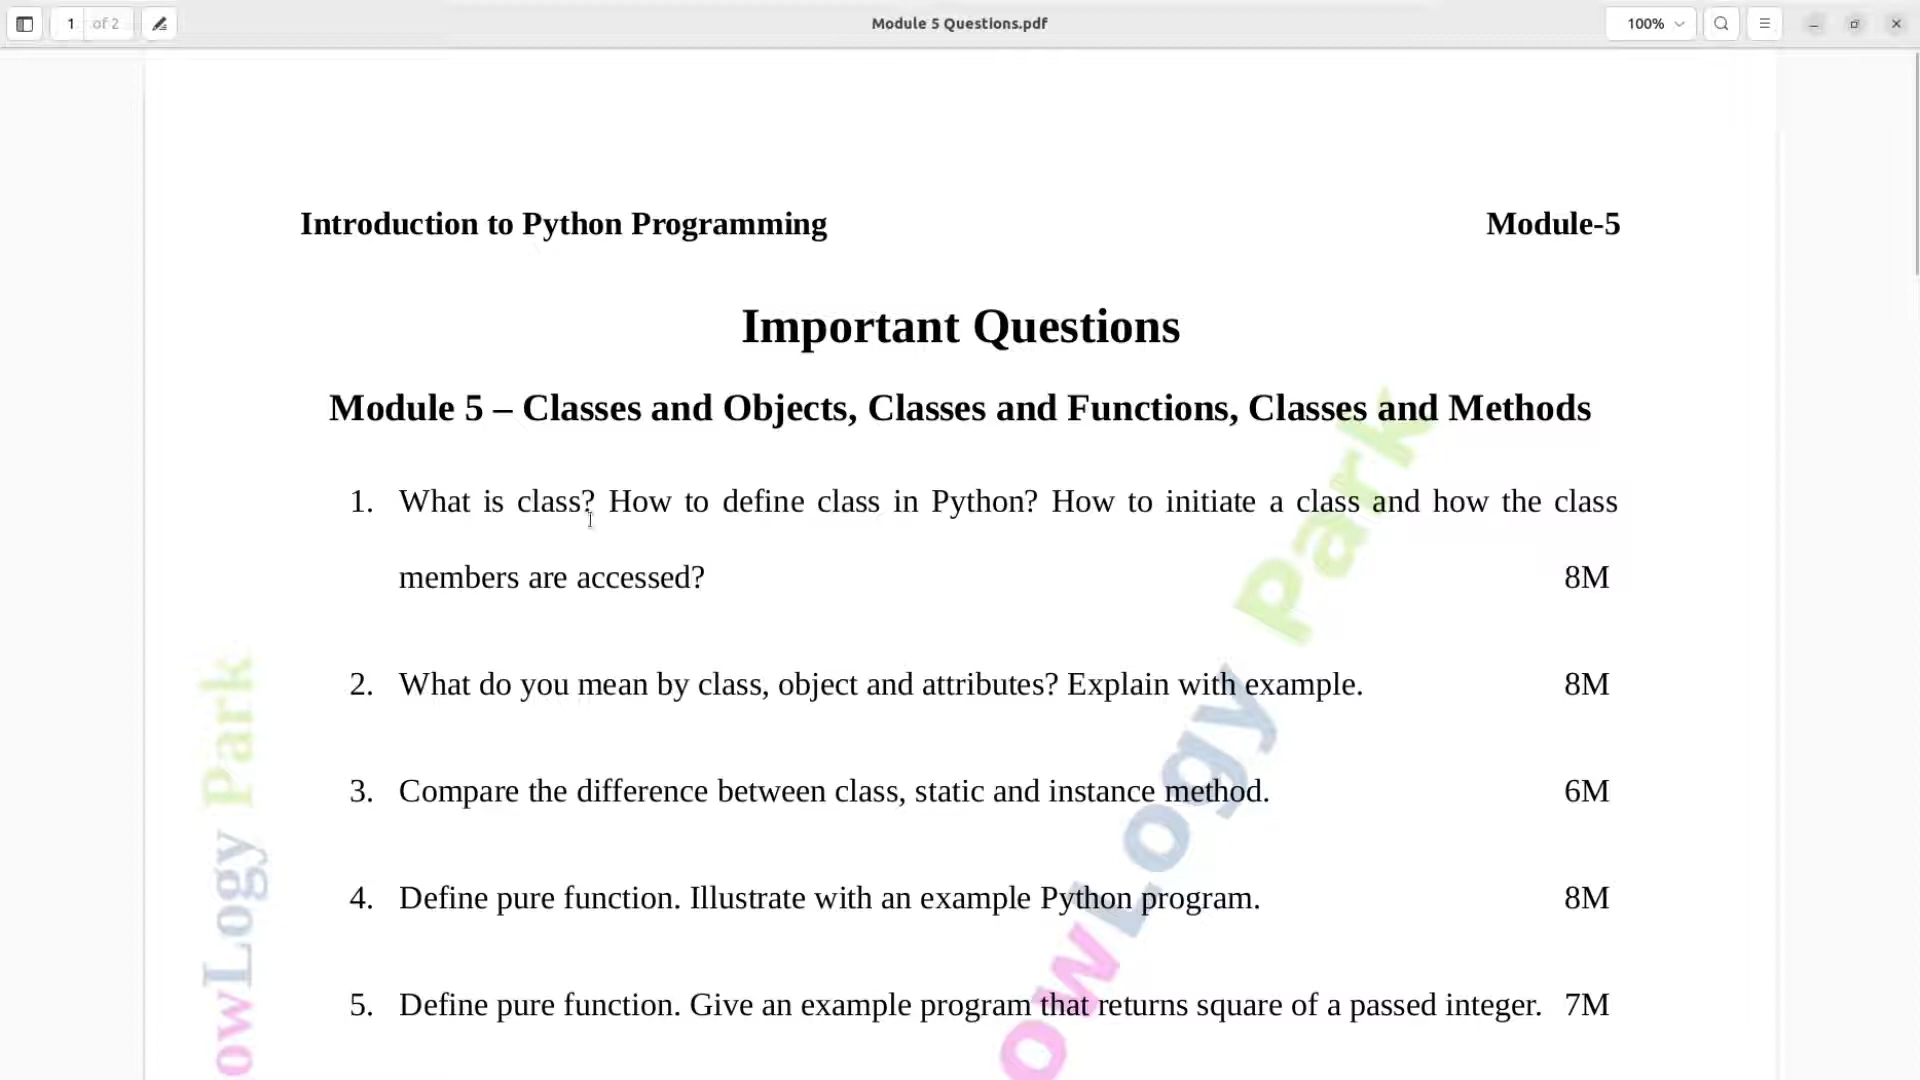 1 of 2
Module 5 Questions.pdf
100%
Introduction to Python Programming
Module-5
Important Questions
Module 5 – Classes and Objects, Classes and Functions, Classes and Methods
1. What is class? How to define class in Python? How to initiate a class and how the class
members are accessed? 8M
2. What do you mean by class, object and attributes? Explain with example. 8M
3. Compare the difference between class, static and instance method. 6M
4. Define pure function. Illustrate with an example Python program. 8M
5. Define pure function. Give an example program that returns square of a passed integer. 7M
owLogy Park
owLogy Park